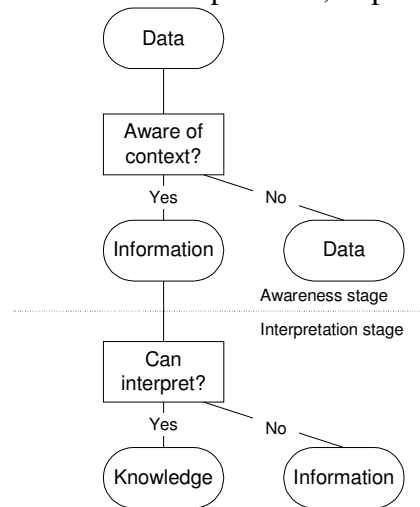 Data
Aware of
context?
Yes
No
Information
Data
Awareness stage
Interpretation stage
Can
interpret?
Yes
No
Knowledge
Information